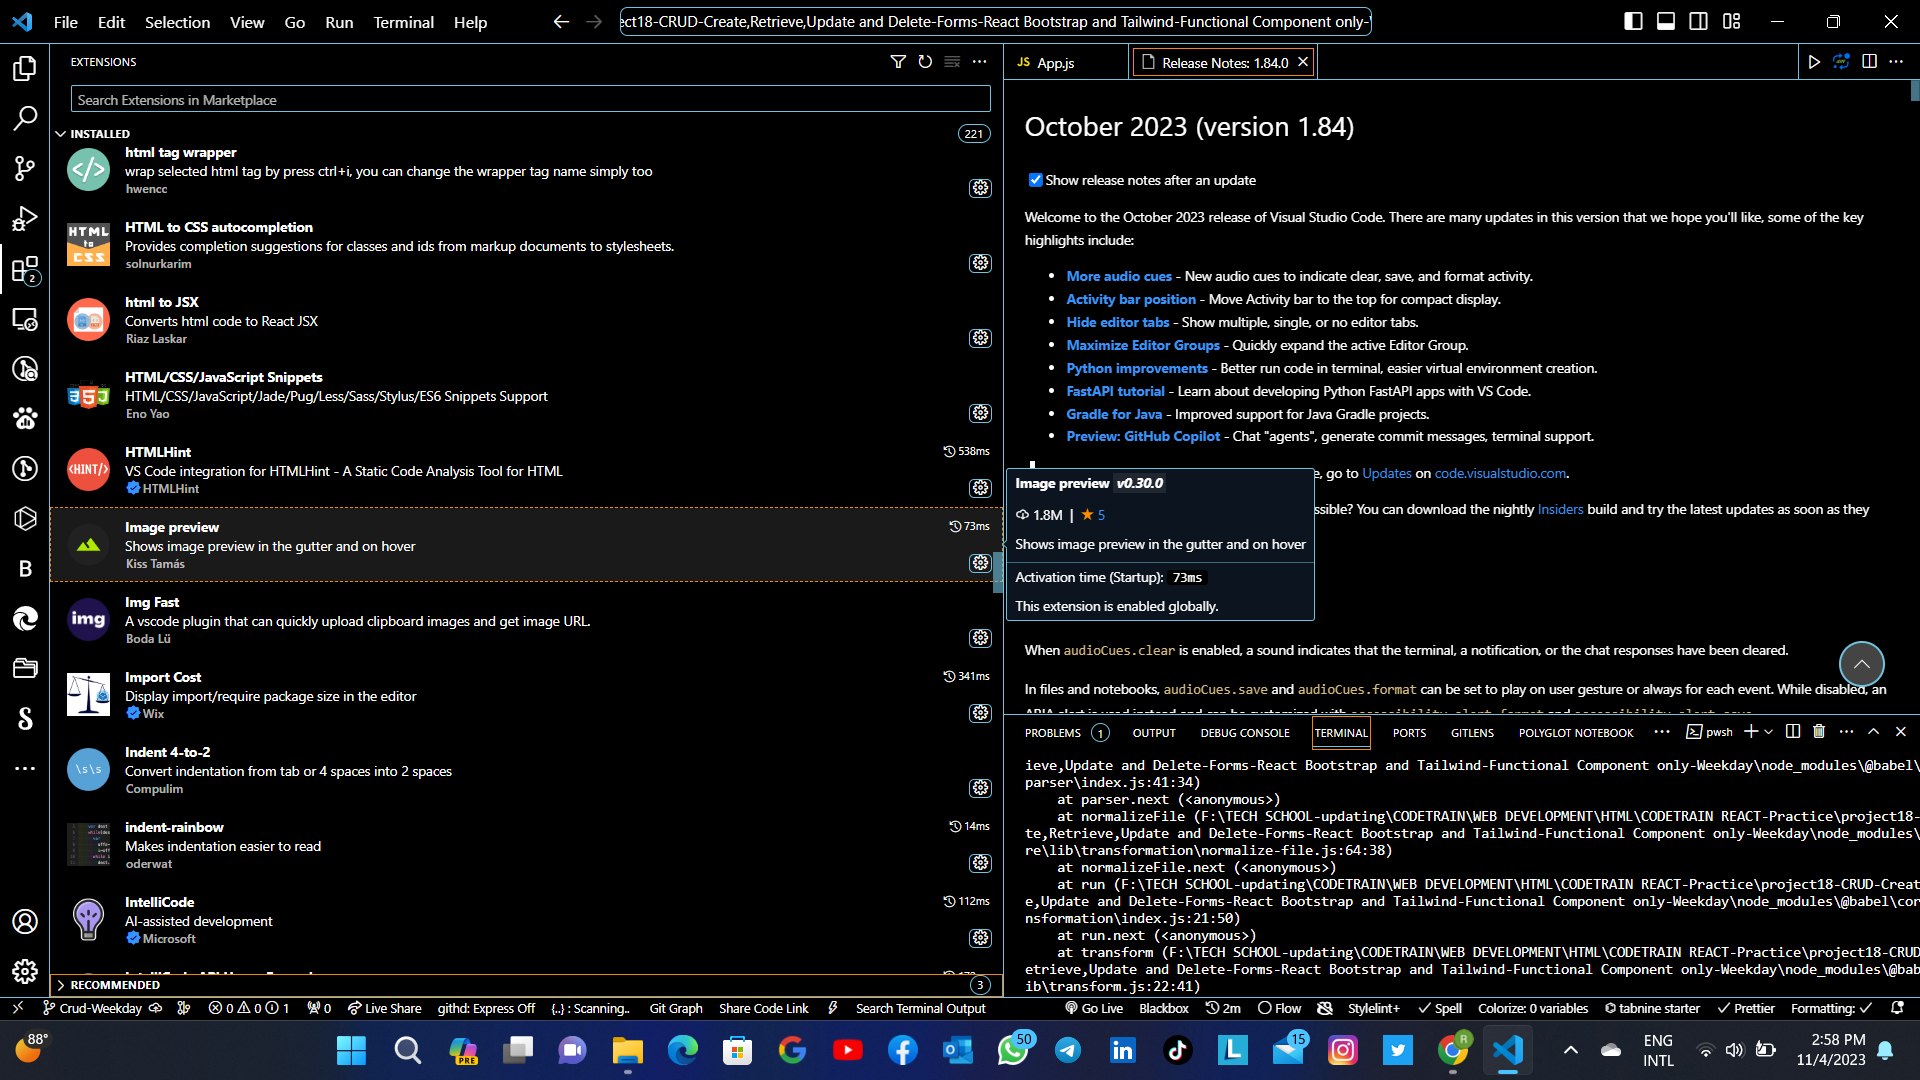 File Edit Selection View Go Run Terminal Help
ect18-CRUD-Create,Retrieve,Update and Delete-Forms-React Bootstrap and Tailwind-Functional Component only-
EXTENSIONS
Search Extensions in Marketplace
INSTALLED
221
html tag wrapper
wrap selected html tag by press ctrl+i, you can change the wrapper tag name simply too
hwencc
HTML to CSS
HTML to CSS autocompletion
Provides completion suggestions for classes and ids from markup documents to stylesheets.
solnurkarim
html to JSX
Converts html code to React JSX
Riaz Laskar
HTML/CSS/JavaScript Snippets
HTML/CSS/JavaScript/Jade/Pug/Less/Sass/Stylus/ES6 Snippets Support
Eno Yao
<HINT/>
HTMLHint
538ms
VS Code integration for HTMLHint - A Static Code Analysis Tool for HTML
HTMLHint
Image preview
73ms
Shows image preview in the gutter and on hover
Kiss Tamás
img
Img Fast
A vscode plugin that can quickly upload clipboard images and get image URL.
Boda Lü
Import Cost
341ms
Display import/require package size in the editor
Wix
\s\s
Indent 4-to-2
Convert indentation from tab or 4 spaces into 2 spaces
Compulim
indent-rainbow
14ms
Makes indentation easier to read
oderwat
IntelliCode
112ms
AI-assisted development
Microsoft
RECOMMENDED
3
JS App.js
Release Notes: 1.84.0
October 2023 (version 1.84)
Show release notes after an update
Welcome to the October 2023 release of Visual Studio Code. There are many updates in this version that we hope you'll like, some of the key
highlights include:
More audio cues - New audio cues to indicate clear, save, and format activity.
Activity bar position - Move Activity bar to the top for compact display.
Hide editor tabs - Show multiple, single, or no editor tabs.
Maximize Editor Groups - Quickly expand the active Editor Group.
Python improvements - Better run code in terminal, easier virtual environment creation.
FastAPI tutorial - Learn about developing Python FastAPI apps with VS Code.
Gradle for Java - Improved support for Java Gradle projects.
Preview: GitHub Copilot - Chat "agents", generate commit messages, terminal support.
e, go to Updates on code.visualstudio.com.
ssible? You can download the nightly Insiders build and try the latest updates as soon as they
Image preview v0.30.0
1.8M | ★ 5
Shows image preview in the gutter and on hover
Activation time (Startup): 73ms
This extension is enabled globally.
When audioCues.clear is enabled, a sound indicates that the terminal, a notification, or the chat responses have been cleared.
In files and notebooks, audioCues.save and audioCues.format can be set to play on user gesture or always for each event. While disabled, an
PROBLEMS 1 OUTPUT DEBUG CONSOLE TERMINAL PORTS GITLENS POLYGLOT NOTEBOOK ··· pwsh
ieve,Update and Delete-Forms-React Bootstrap and Tailwind-Functional Component only-Weekday\node_modules\@babel\
parser\index.js:41:34)
at parser.next (<anonymous>)
at normalizeFile (F:\TECH SCHOOL-updating\CODETRAIN\WEB DEVELOPMENT\HTML\CODETRAIN REACT-Practice\project18-
te,Retrieve,Update and Delete-Forms-React Bootstrap and Tailwind-Functional Component only-Weekday\node_modules\
re\lib\transformation\normalize-file.js:64:38)
at normalizeFile.next (<anonymous>)
at run (F:\TECH SCHOOL-updating\CODETRAIN\WEB DEVELOPMENT\HTML\CODETRAIN REACT-Practice\project18-CRUD-Creat
e,Update and Delete-Forms-React Bootstrap and Tailwind-Functional Component only-Weekday\node_modules\@babel\cor
nsformation\index.js:21:50)
at run.next (<anonymous>)
at transform (F:\TECH SCHOOL-updating\CODETRAIN\WEB DEVELOPMENT\HTML\CODETRAIN REACT-Practice\project18-CRUD
etrieve,Update and Delete-Forms-React Bootstrap and Tailwind-Functional Component only-Weekday\node_modules\@bab
ib\transform.js:22:41)
Crud-Weekday 0 0 1 0 Live Share githd: Express Off {..} : Scanning.. Git Graph Share Code Link Search Terminal Output Go Live Blackbox 2m Flow Stylelint+ Spell Colorize: 0 variables tabnine starter Prettier Formatting: ✓
88°
PRE
50
15
ENG
INTL
2:58 PM
11/4/2023